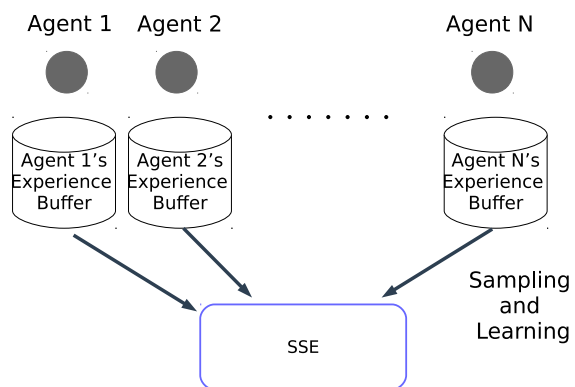 Agent 1
Agent 2
Agent N
. . . . . . .
Agent 1's
Experience
Buffer
Agent 2's
Experience
Buffer
Agent N's
Experience
Buffer
Sampling
and
Learning
SSE